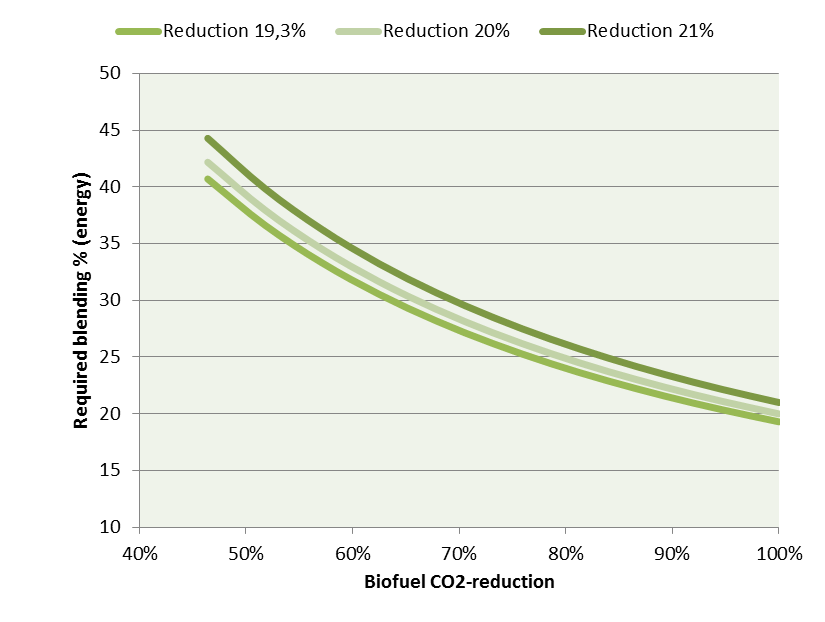 Reduction 19,3% Reduction 20% Reduction 21%
50
45
40
35
30
25
20
15
10
Required blending % (energy)
40% 50% 60% 70% 80% 90% 100%
Biofuel CO2-reduction